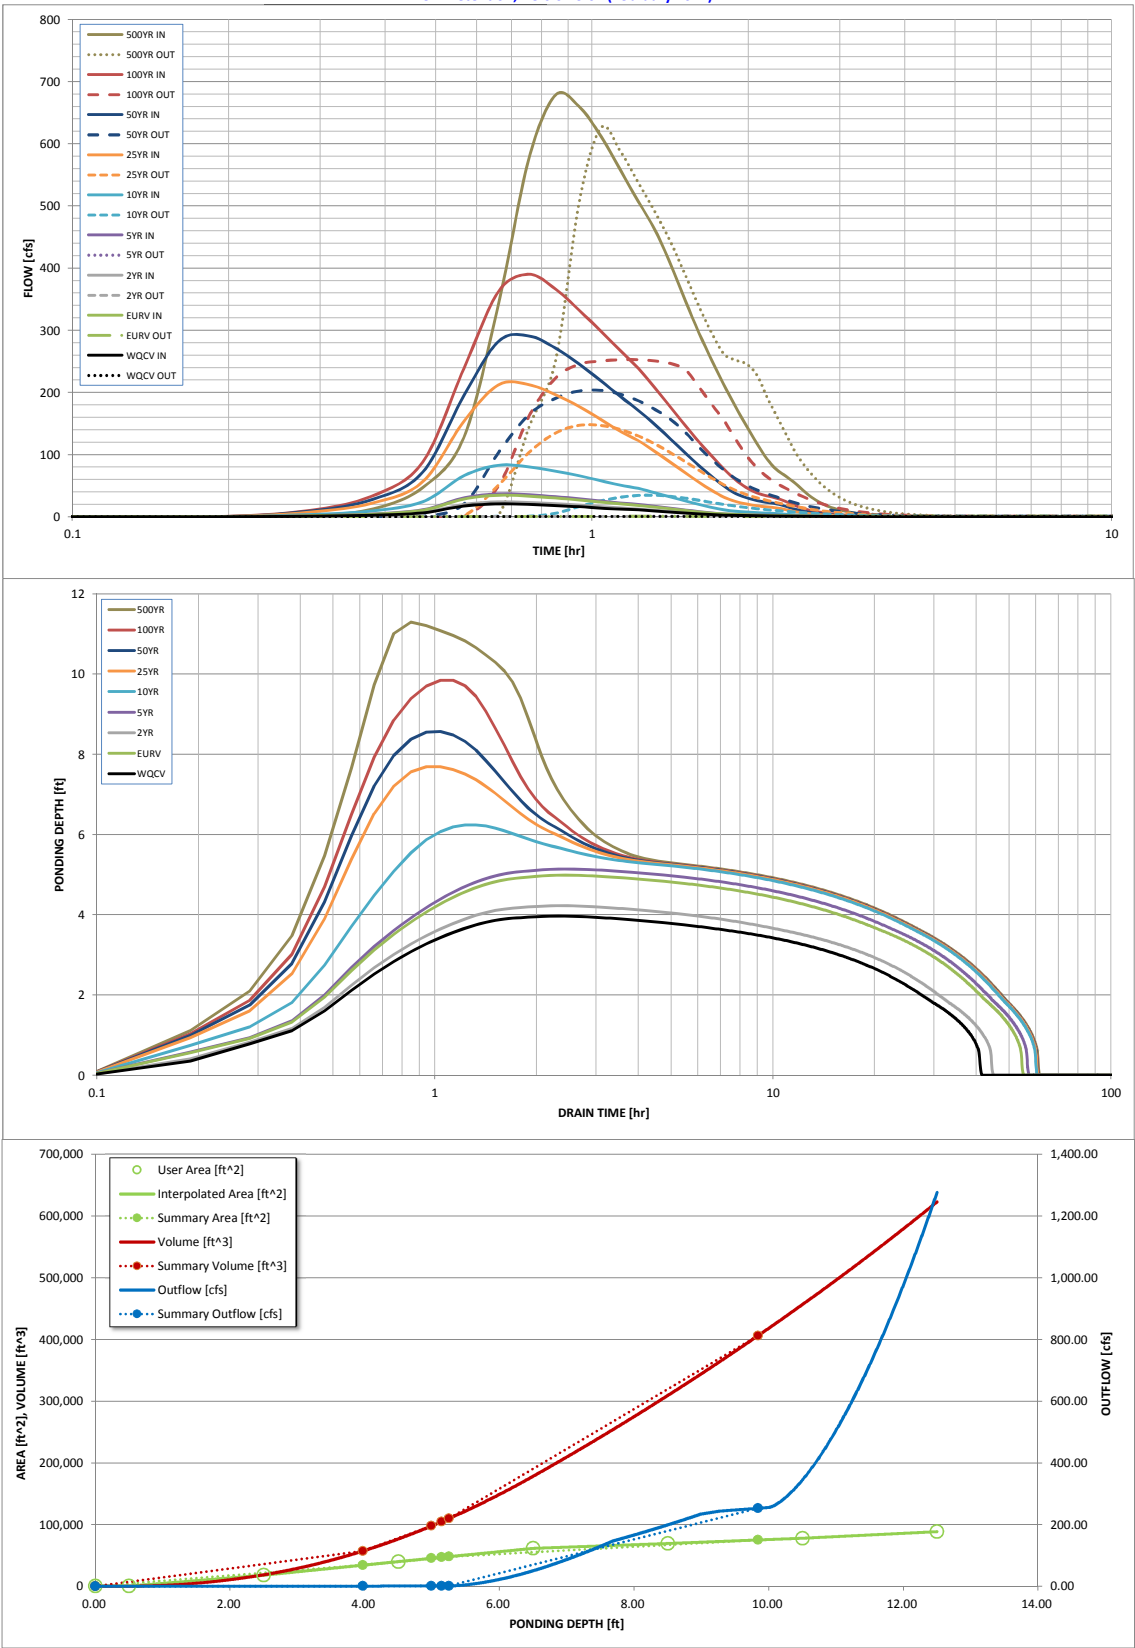 800
700
600
500
400
300
200
100
0
FLOW [cfs]
500YR IN
500YR OUT
100YR IN
100YR OUT
50YR IN
50YR OUT
25YR IN
25YR OUT
10YR IN
10YR OUT
5YR IN
5YR OUT
2YR IN
2YR OUT
EURV IN
EURV OUT
WQCV IN
WQCV OUT
0.1
1
10
TIME [hr]
12
10
8
6
4
2
0
PONDING DEPTH [ft]
500YR
100YR
50YR
25YR
10YR
5YR
2YR
EURV
WQCV
0.1
1
10
100
DRAIN TIME [hr]
700,000
600,000
500,000
400,000
300,000
200,000
100,000
0
AREA [ft^2], VOLUME [ft^3]
User Area [ft^2]
Interpolated Area [ft^2]
Summary Area [ft^2]
Volume [ft^3]
Summary Volume [ft^3]
Outflow [cfs]
Summary Outflow [cfs]
1,400.00
1,200.00
1,000.00
800.00
600.00
400.00
200.00
0.00
OUTFLOW [cfs]
0.00
2.00
4.00
6.00
8.00
10.00
12.00
14.00
PONDING DEPTH [ft]